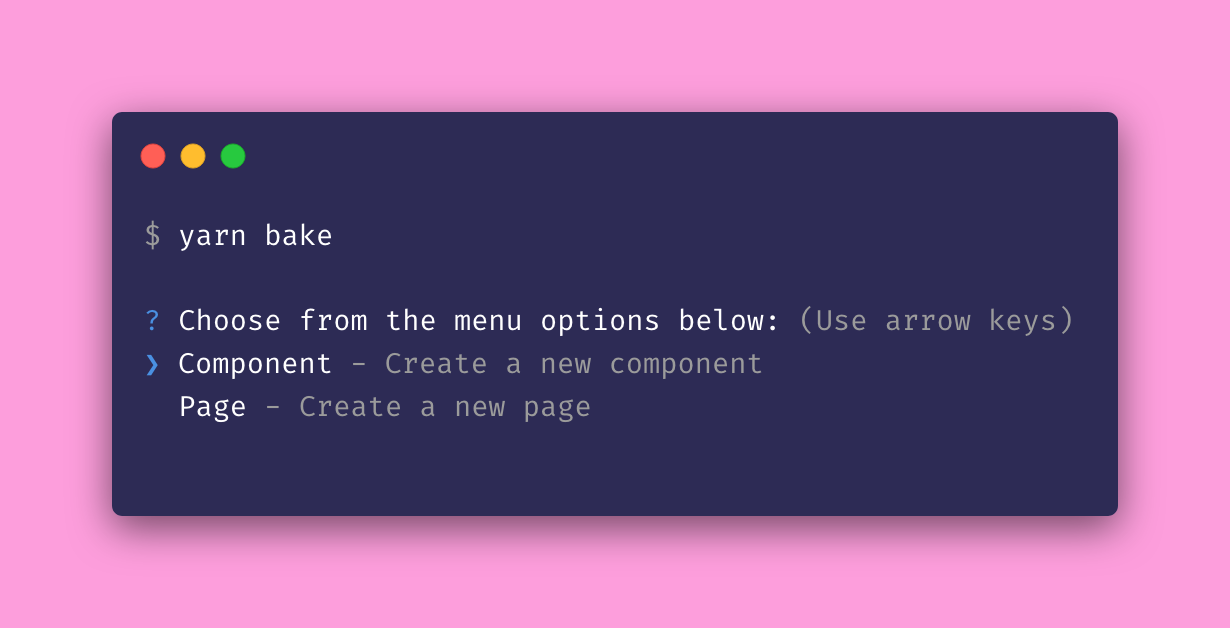 $ yarn bake
? Choose from the menu options below: (Use arrow keys)
❯ Component – Create a new component
Page – Create a new page